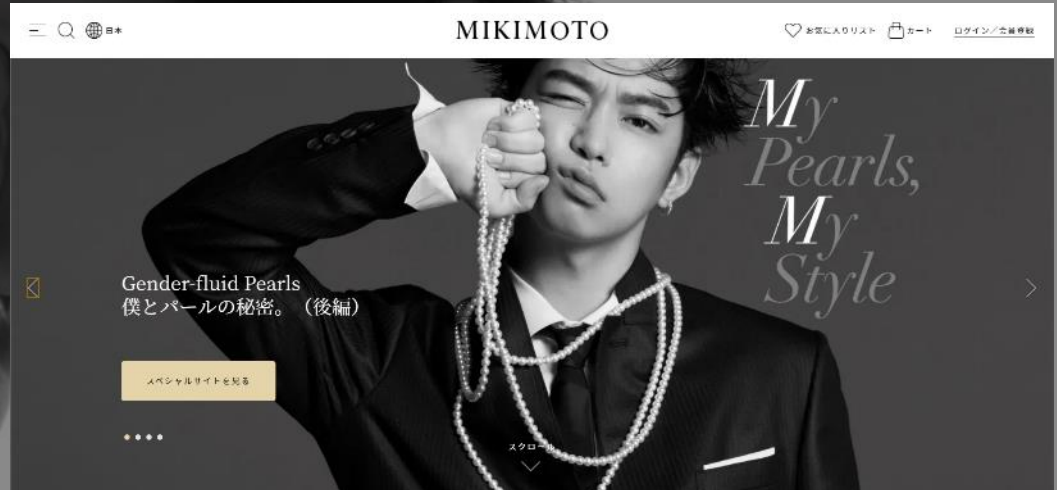 日本
MIKIMOTO
お気に入りリスト
カート
ログイン／会員登録
My
Pearls,
My
Style
Gender-fluid Pearls
僕とパールの秘密。（後編）
スペシャルサイトを見る
スクロール